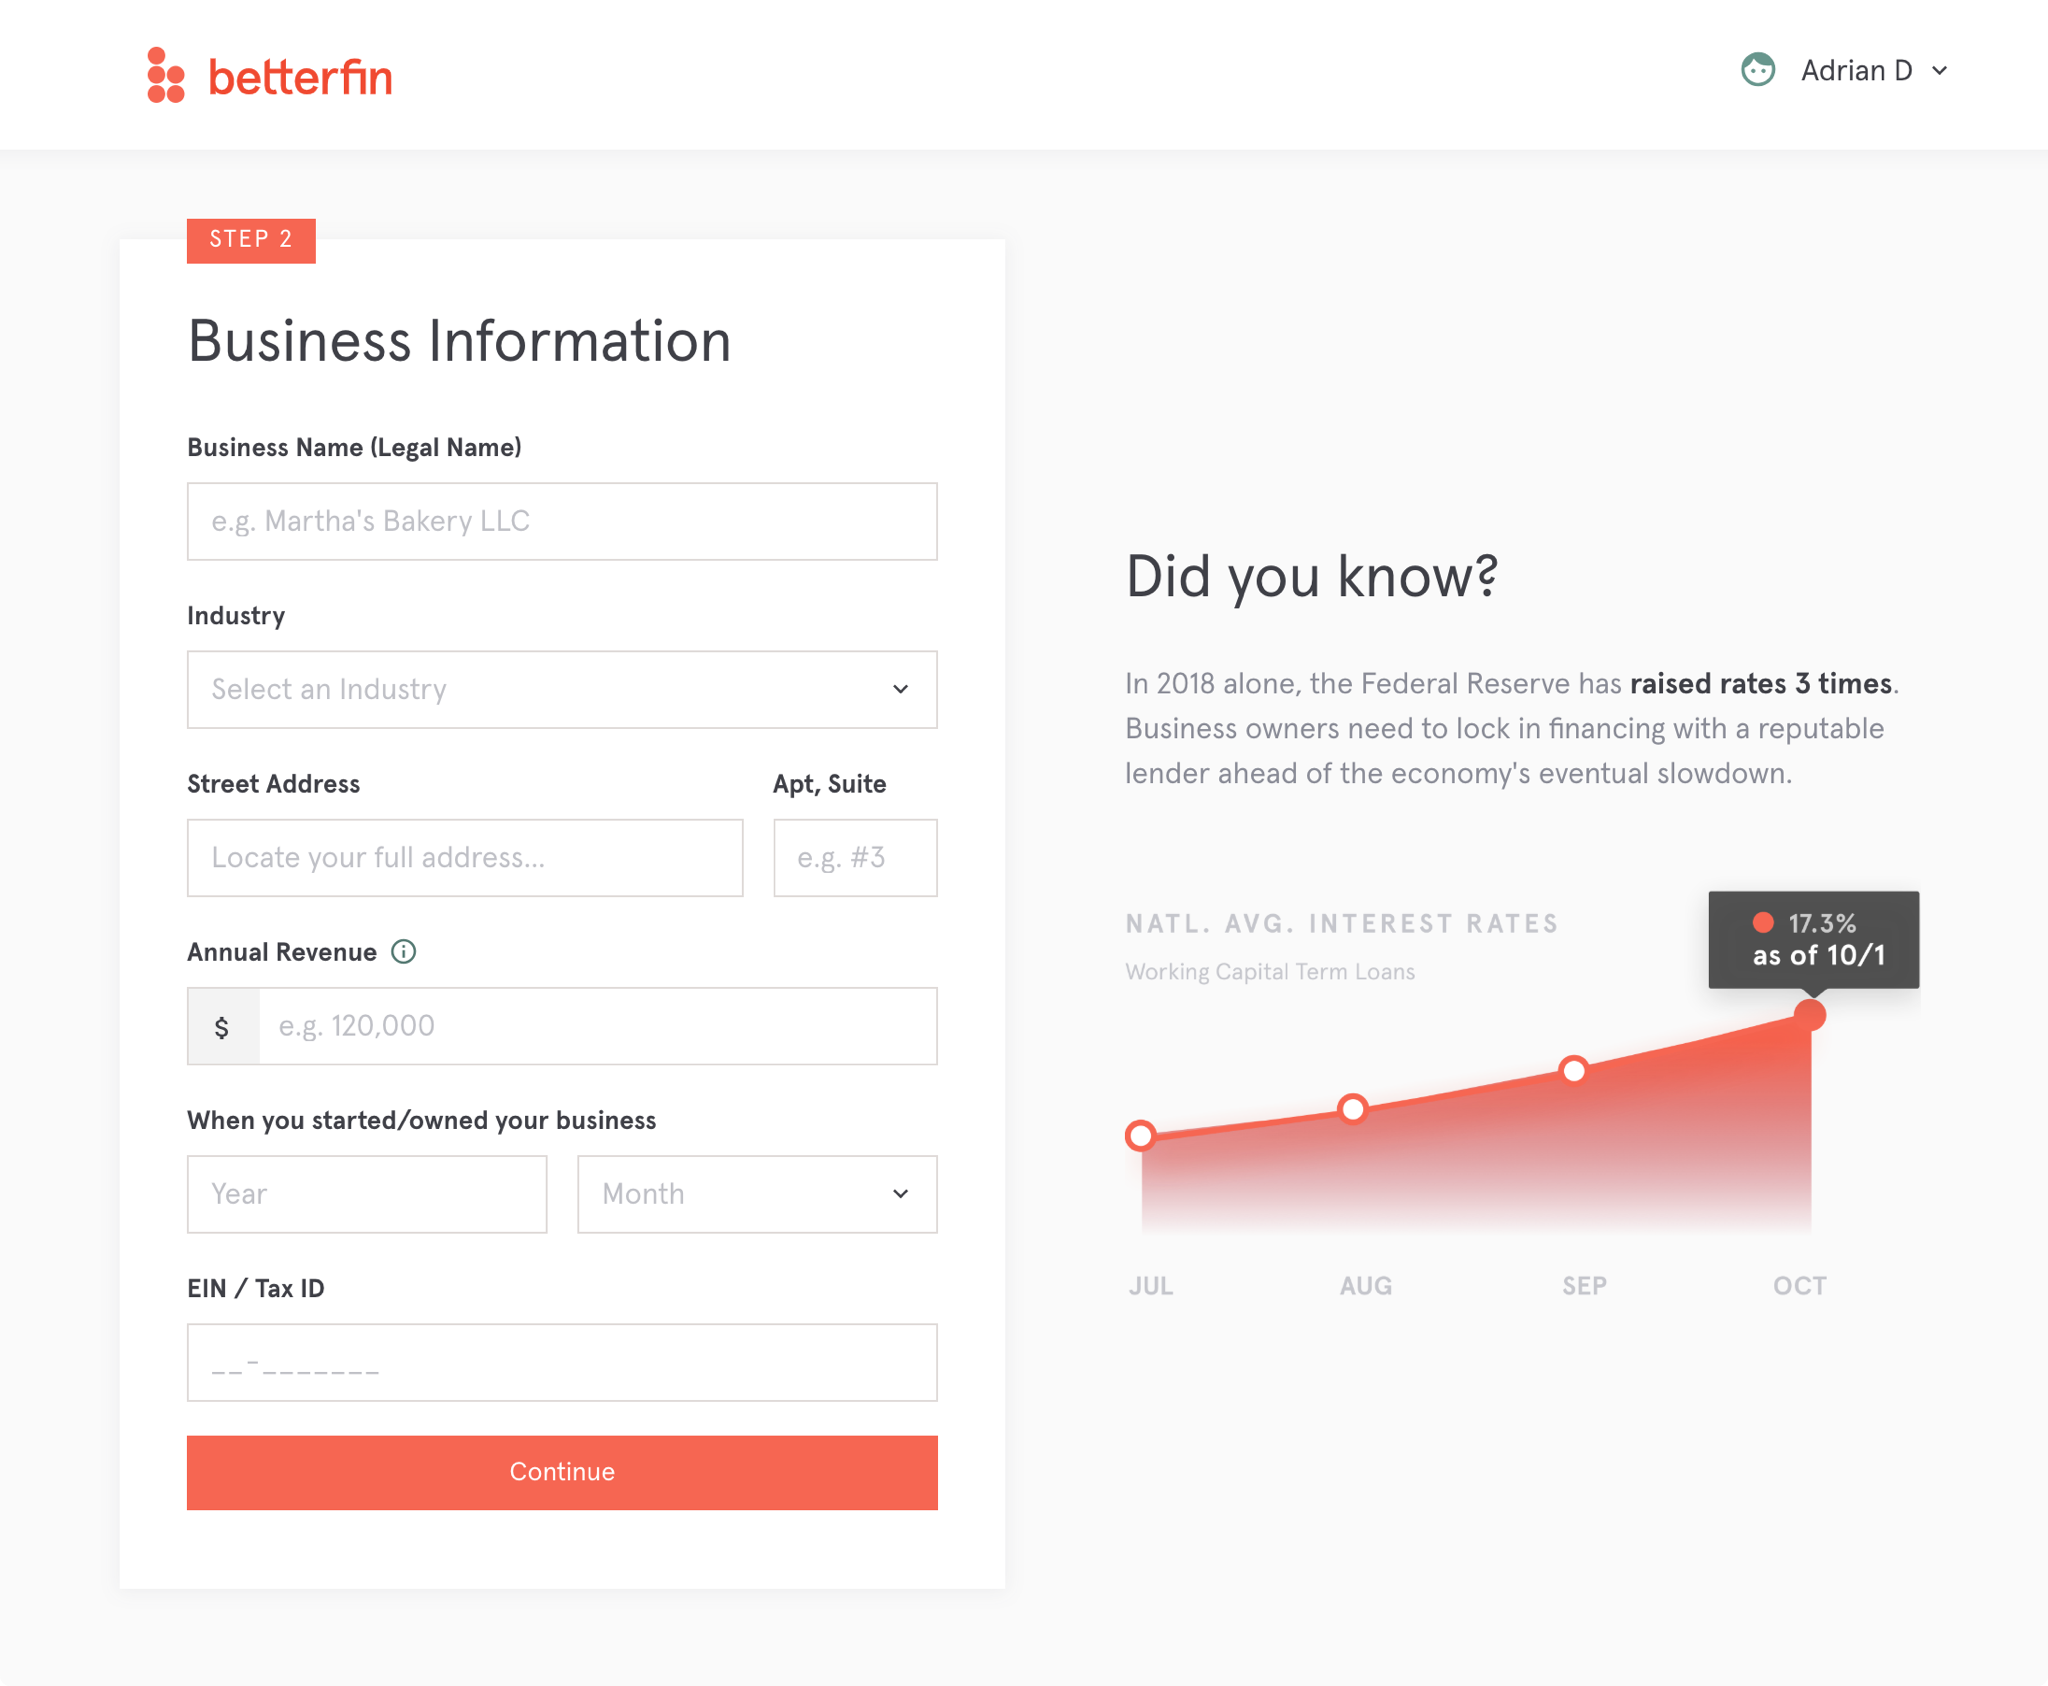 betterfin
Adrian D
STEP 2
Business Information
Business Name (Legal Name)
e.g. Martha's Bakery LLC
Industry
Select an Industry
Street Address
Apt, Suite
Locate your full address...
e.g. #3
Annual Revenue
$
e.g. 120,000
When you started/owned your business
Year
Month
EIN / Tax ID
__-_______
Continue
Did you know?
In 2018 alone, the Federal Reserve has raised rates 3 times.
Business owners need to lock in financing with a reputable
lender ahead of the economy's eventual slowdown.
NATL. AVG. INTEREST RATES
Working Capital Term Loans
17.3%
as of 10/1
JUL
AUG
SEP
OCT